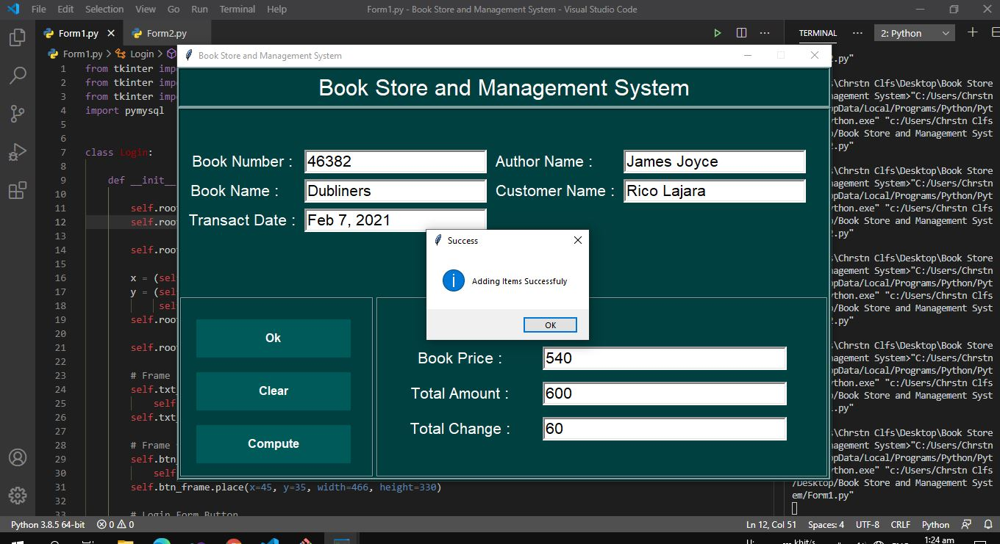 File Edit Selection View Go Run Terminal Help
Form1.py - Book Store and Management System - Visual Studio Code
Form1.py
Form2.py
TERMINAL
2: Python
Form1.py > Login >
1 from tkinter imp
2 from tkinter imp
3 from tkinter imp
4 import pymysql
5
6
7 class Login:
8
9 def __init__
10
11 self.roo
12 self.roo
13
14 self.roo
15
16 x = (sel
17 y = (sel
18 sel
19 self.roo
20
21 self.roo
22
23 # Frame
24 self.txt_
25 self
26 self.txt_
27
28 # Frame
29 self.btn_
30 self
31 self.btn_frame.place(x=45, y=35, width=466, height=330)
32
33 # Login Form Button
Book Store and Management System
Book Store and Management System
Book Number : 46382
Author Name : James Joyce
Book Name : Dubliners
Customer Name : Rico Lajara
Transact Date : Feb 7, 2021
Success
Adding Items Successfuly
OK
Ok
Clear
Compute
Book Price : 540
Total Amount : 600
Total Change : 60
.py"
s\Chrstn Clfs\Desktop\Book Store
nagement System>"C:/Users/Chrstn
ppData/Local/Programs/Python/Pyt
ython.exe" "c:/Users/Chrstn Clfs
p/Book Store and Management Syst
.py"
\Chrstn Clfs\Desktop\Book Store
agement System>"C:/Users/Chrstn
pData/Local/Programs/Python/Pyt
thon.exe" "c:/Users/Chrstn Clfs
/Book Store and Management Syst
.py"
\Chrstn Clfs\Desktop\Book Store
agement System>"C:/Users/Chrstn
pData/Local/Programs/Python/Pyt
thon.exe" "c:/Users/Chrstn Clfs
/Book Store and Management Syst
.py"
\Chrstn Clfs\Desktop\Book Store
agement System>"C:/Users/Chrstn
pData/Local/Programs/Python/Pyt
thon.exe" "c:/Users/Chrstn Clfs
/Book Store and Management Syst
.py"
\Chrstn Clfs\Desktop\Book Store
agement System>"C:/Users/Chrstn
pData/Local/Programs/Python/Pyt
thon.exe" "c:/Users/Chrstn Clfs
/Desktop/Book Store and Management Syst
em/Form1.py"
Python 3.8.5 64-bit
0 0
Ln 12, Col 51
Spaces: 4
UTF-8
CRLF
Python
kbit/s
1:24 am